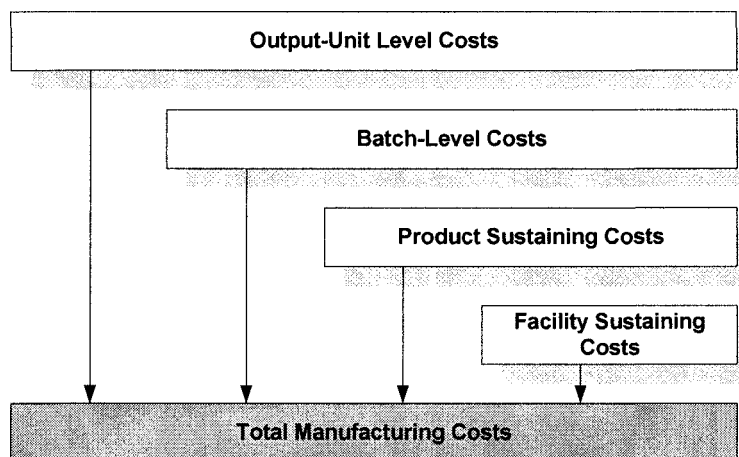 Output-Unit Level Costs
Batch-Level Costs
Product Sustaining Costs
Facility Sustaining
Costs
Total Manufacturing Costs